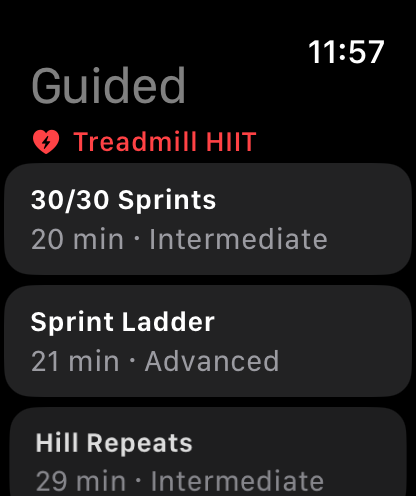 11:57
Guided
Treadmill HIIT
30/30 Sprints
20 min · Intermediate
Sprint Ladder
21 min · Advanced
Hill Repeats
29 min · Intermediate